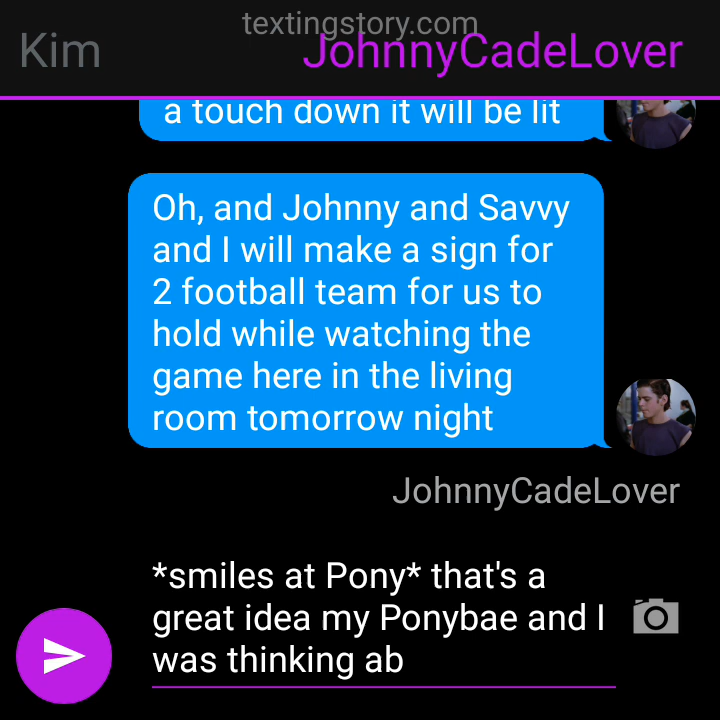 textingstory.com
Kim
JohnnyCadeLover
a touch down it will be lit
Oh, and Johnny and Savvy
and I will make a sign for
2 football team for us to
hold while watching the
game here in the living
room tomorrow night
JohnnyCadeLover
*smiles at Pony* that's a
great idea my Ponybae and I
was thinking ab